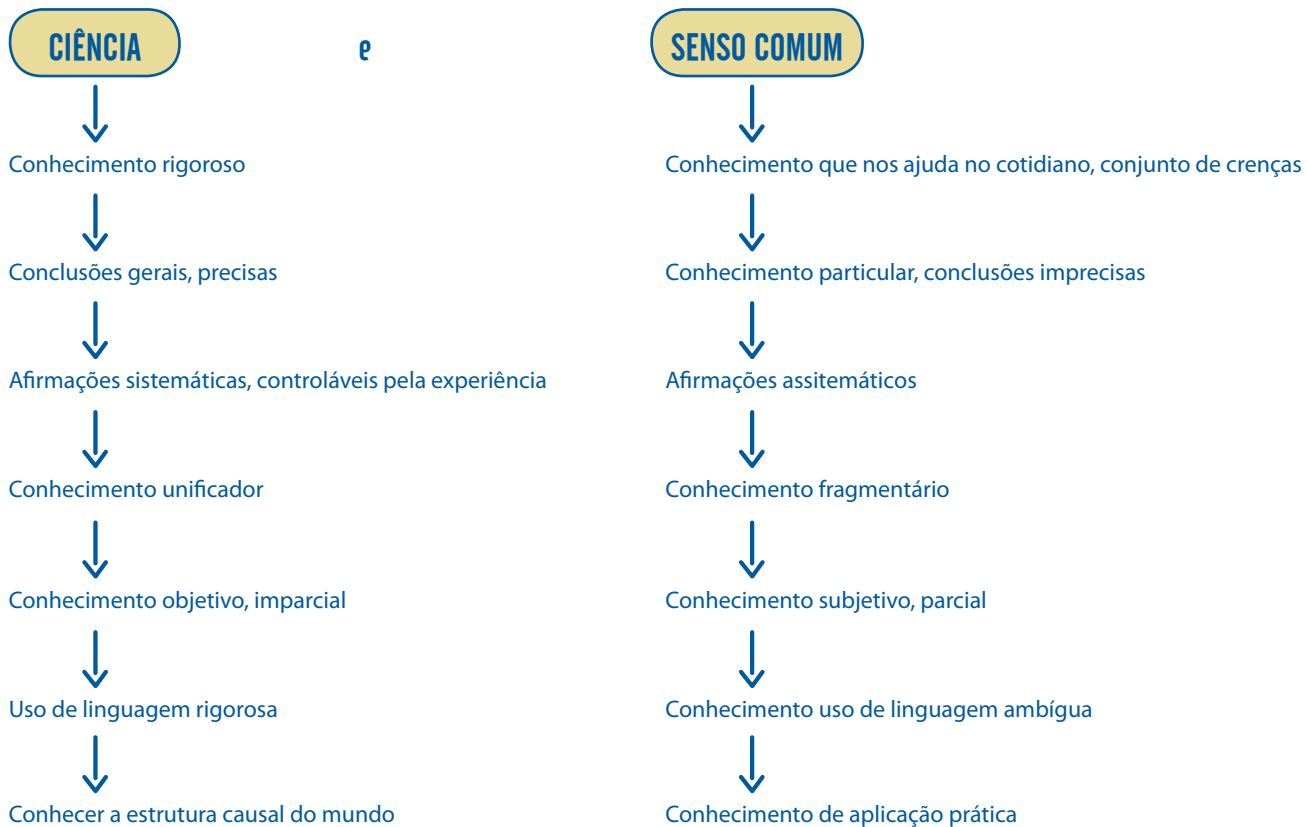 CIÊNCIA e SENSO COMUM
Conhecimento rigoroso
Conhecimento que nos ajuda no cotidiano, conjunto de crenças
Conclusões gerais, precisas
Conhecimento particular, conclusões imprecisas
Afirmações sistemáticas, controláveis pela experiência
Afirmações assitemáticos
Conhecimento unificador
Conhecimento fragmentário
Conhecimento objetivo, imparcial
Conhecimento subjetivo, parcial
Uso de linguagem rigorosa
Conhecimento uso de linguagem ambígua
Conhecer a estrutura causal do mundo
Conhecimento de aplicação prática